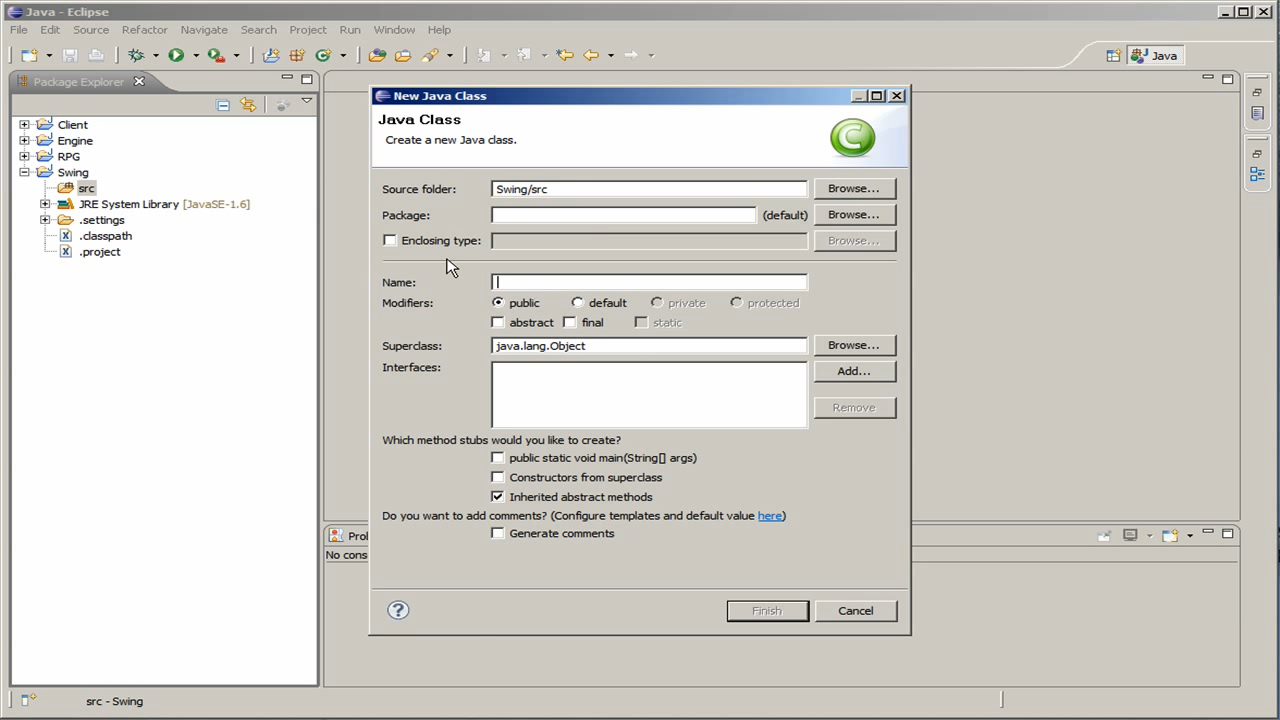 Java - Eclipse
File Edit Source Refactor Navigate Search Project Run Window Help
Java
Package Explorer
Client
Engine
RPG
Swing
src
JRE System Library [JavaSE-1.6]
.settings
.classpath
.project
New Java Class
Java Class
Create a new Java class.
C
Source folder: Swing/src Browse...
Package: (default) Browse...
Enclosing type: Browse...
Name:
Modifiers: public default private protected
abstract final static
Superclass: java.lang.Object Browse...
Interfaces: Add...
Remove
Which method stubs would you like to create?
public static void main(String[] args)
Constructors from superclass
Inherited abstract methods
Do you want to add comments? (Configure templates and default value here)
Generate comments
? Finish Cancel
Prob
No cons
src - Swing